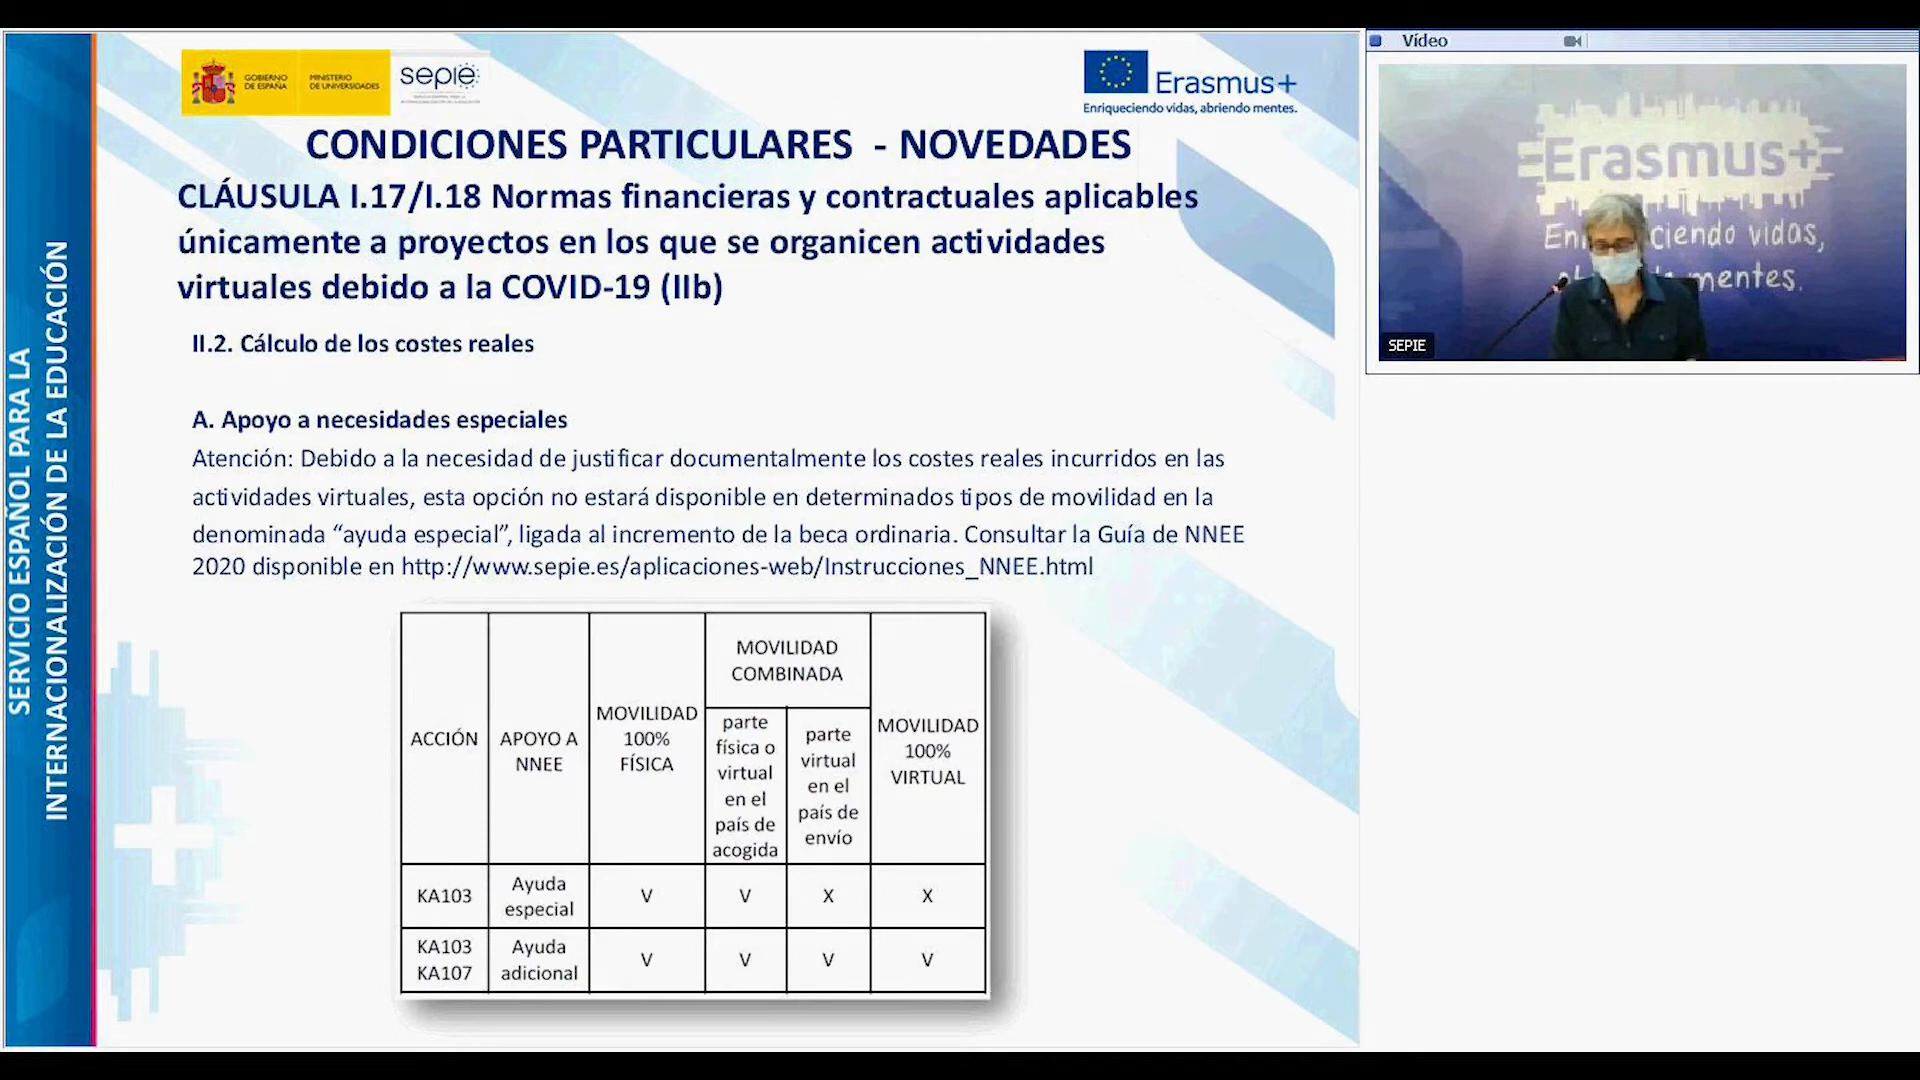 SERVICIO ESPAÑOL PARA LA
INTERNACIONALIZACIÓN DE LA EDUCACIÓN
GOBIERNO
DE ESPAÑA
MINISTERIO
DE UNIVERSIDADES
sepie
Erasmus+
Enriqueciendo vidas, abriendo mentes.
CONDICIONES PARTICULARES - NOVEDADES
CLÁUSULA I.17/I.18 Normas financieras y contractuales aplicables
únicamente a proyectos en los que se organicen actividades
virtuales debido a la COVID-19 (IIb)
II.2. Cálculo de los costes reales
A. Apoyo a necesidades especiales
Atención: Debido a la necesidad de justificar documentalmente los costes reales incurridos en las
actividades virtuales, esta opción no estará disponible en determinados tipos de movilidad en la
denominada “ayuda especial”, ligada al incremento de la beca ordinaria. Consultar la Guía de NNEE
2020 disponible en http://www.sepie.es/aplicaciones-web/Instrucciones_NNEE.html
ACCIÓN
APOYO A
NNEE
MOVILIDAD
100%
FÍSICA
MOVILIDAD
COMBINADA
parte
física o
virtual
en el
país de
acogida
parte
virtual
en el
país de
envío
MOVILIDAD
100%
VIRTUAL
KA103
Ayuda
especial
V
V
X
X
KA103
KA107
Ayuda
adicional
V
V
V
V
Vídeo
Erasmus+
ciendo vidas,
mentes.
SEPIE